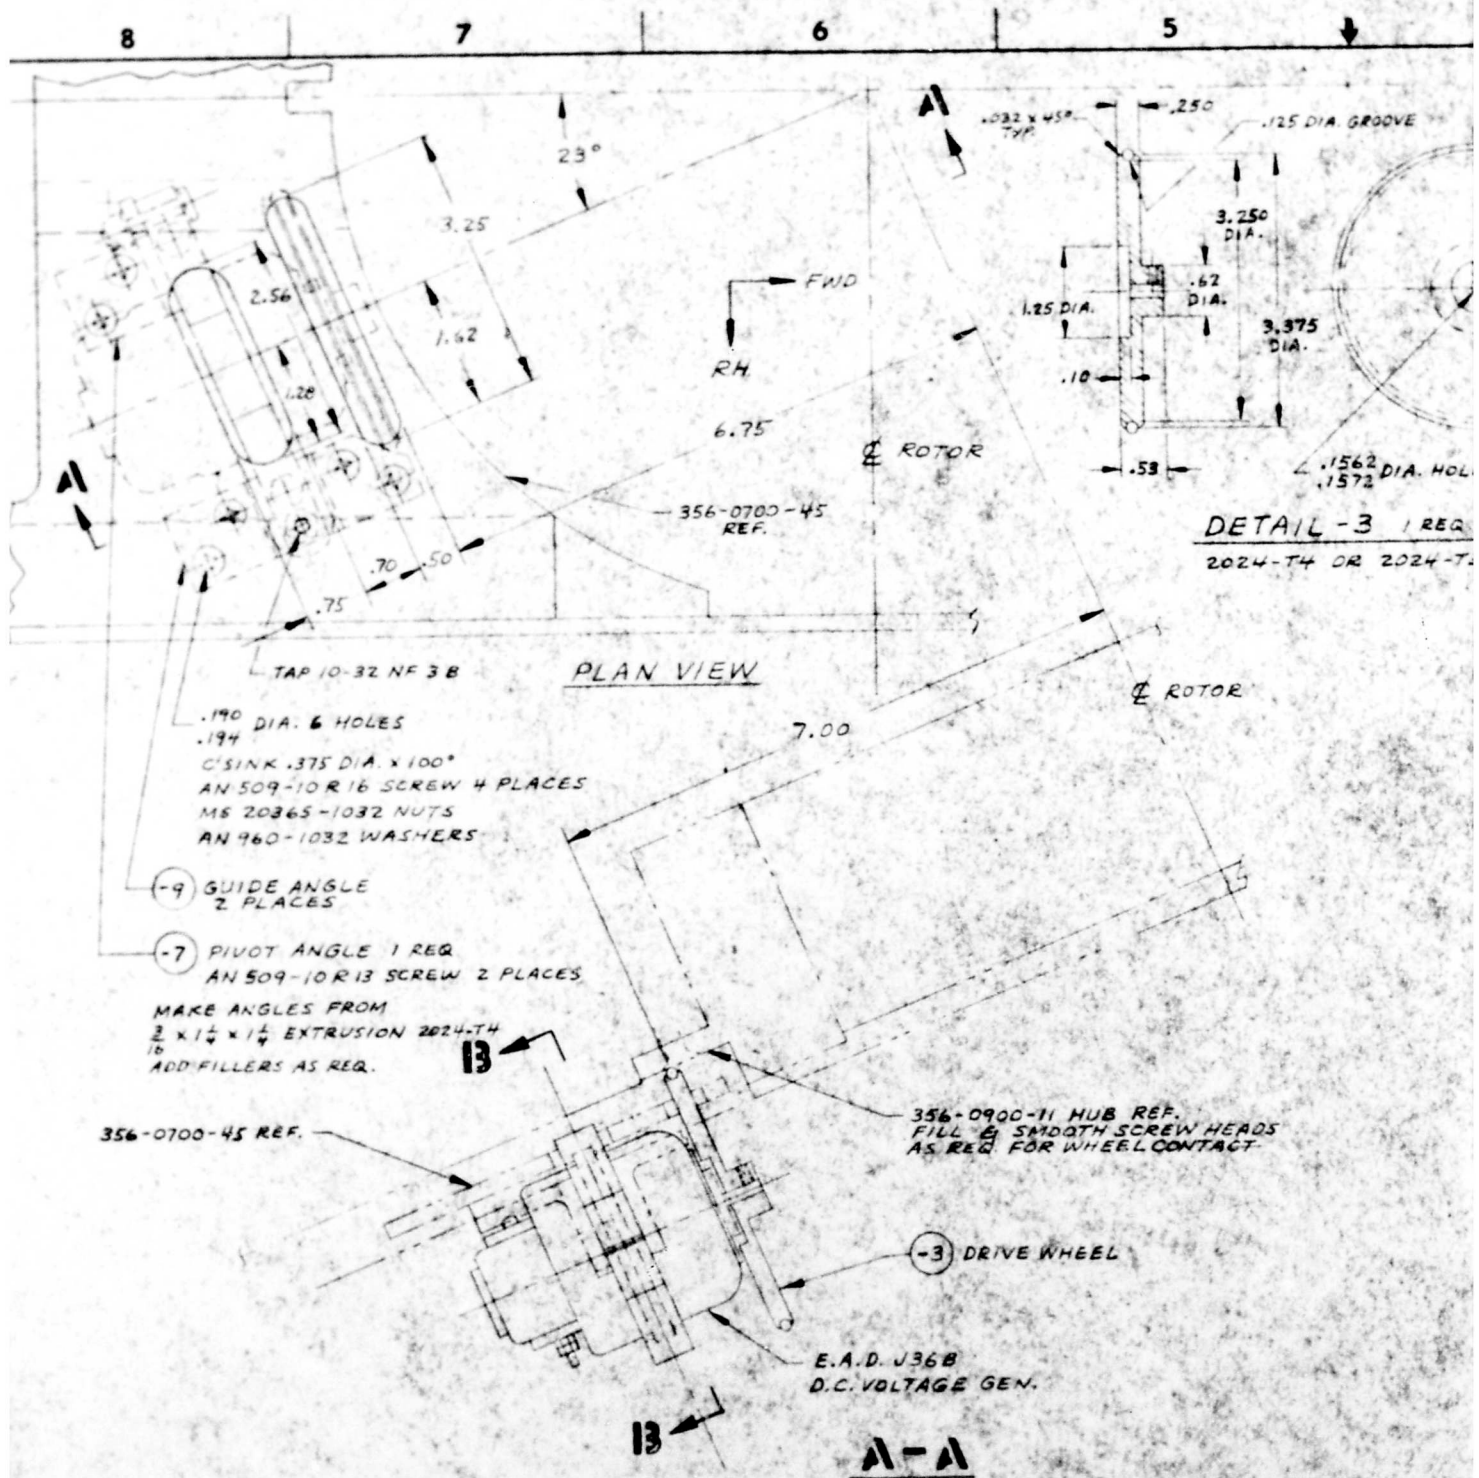 8 7 6 5
A
.032 x 45°
TYP.
.250
.125 DIA. GROOVE
23°
3.25
3.250
DIA.
2.56
FWD
.62
DIA.
1.25 DIA.
1.62
3.375
DIA.
RH
.10
1.28
6.75
℄ ROTOR
A
.53
.1562
.1572 DIA. HOL
356-0700-45
REF.
DETAIL -3 1 REQ
2024-T4 OR 2024-T
.70 .50
.75
TAP 10-32 NF 3B
PLAN VIEW
℄ ROTOR
.190
.194 DIA. 6 HOLES
C'SINK .375 DIA. x 100°
AN 509-10 R 16 SCREW 4 PLACES
MS 20365-1032 NUTS
AN 960-1032 WASHERS
7.00
-9 GUIDE ANGLE
2 PLACES
-7 PIVOT ANGLE 1 REQ
AN 509-10 R 13 SCREW 2 PLACES
MAKE ANGLES FROM
3/16 x 1 1/4 x 1 1/4 EXTRUSION 2024-T4
ADD FILLERS AS REQ.
B
356-0700-45 REF.
356-0900-11 HUB REF.
FILL & SMOOTH SCREW HEADS
AS REQ. FOR WHEEL CONTACT
-3 DRIVE WHEEL
E.A.D. J36B
D.C. VOLTAGE GEN.
B
A-A